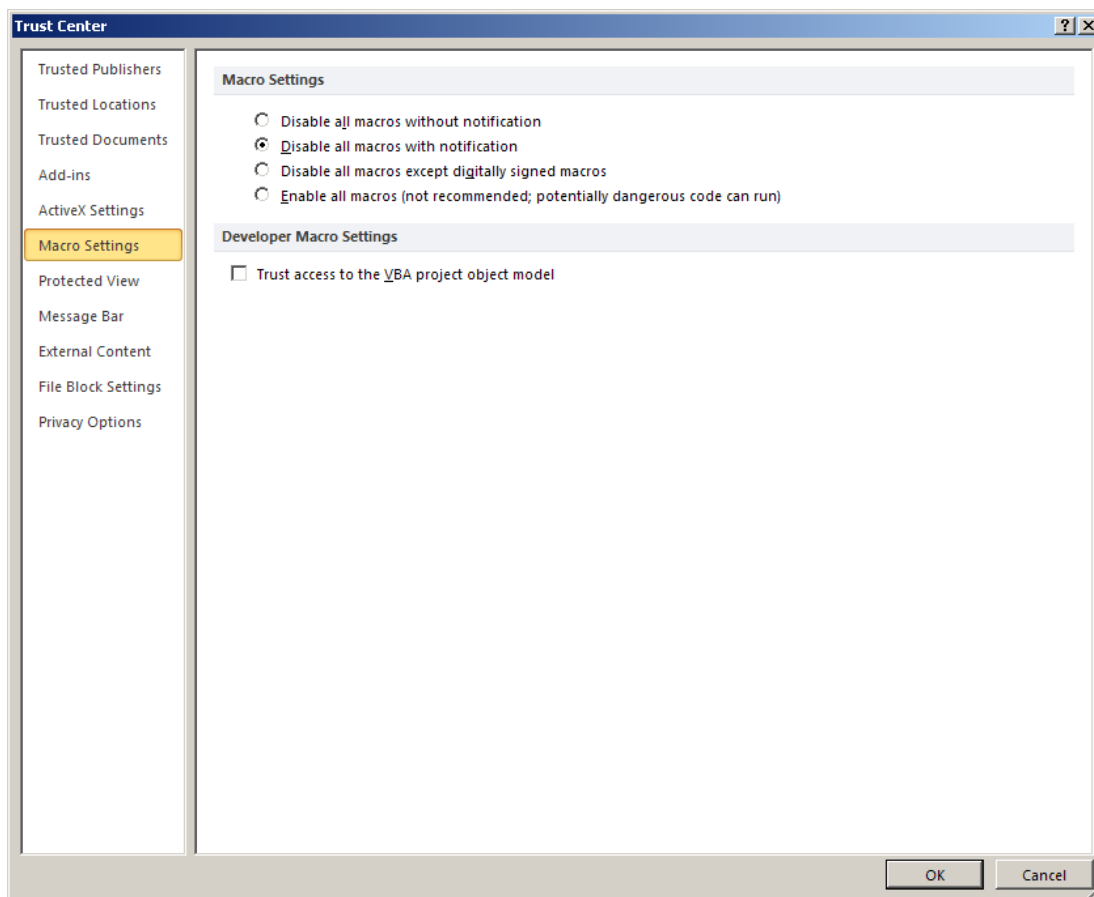 Trust Center
Trusted Publishers
Trusted Locations
Trusted Documents
Add-ins
ActiveX Settings
Macro Settings
Protected View
Message Bar
External Content
File Block Settings
Privacy Options
Macro Settings
Disable all macros without notification
Disable all macros with notification
Disable all macros except digitally signed macros
Enable all macros (not recommended; potentially dangerous code can run)
Developer Macro Settings
Trust access to the VBA project object model
OK
Cancel